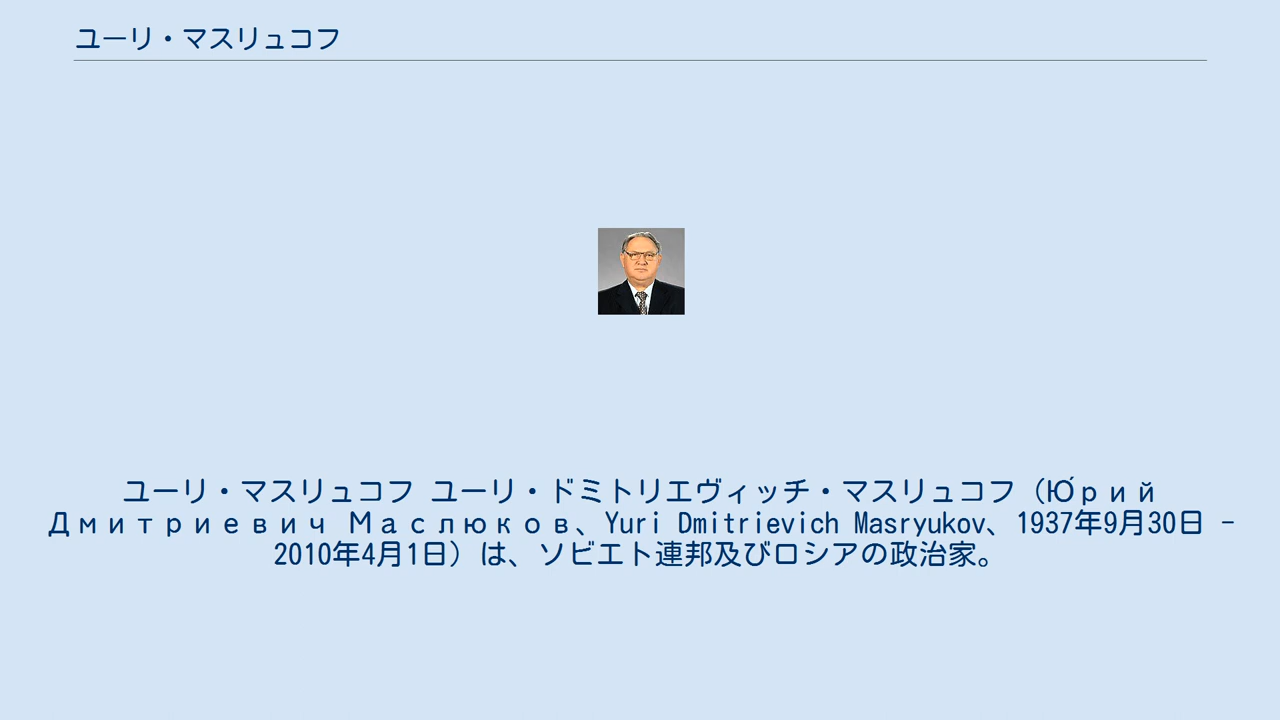 ユーリ・マスリュコフ
ユーリ・マスリュコフ ユーリ・ドミトリエヴィッチ・マスリュコフ（Ю́рий
Дмитриевич Маслюков、Yuri Dmitrievich Masryukov、1937年9月30日 -
2010年4月1日）は、ソビエト連邦及びロシアの政治家。